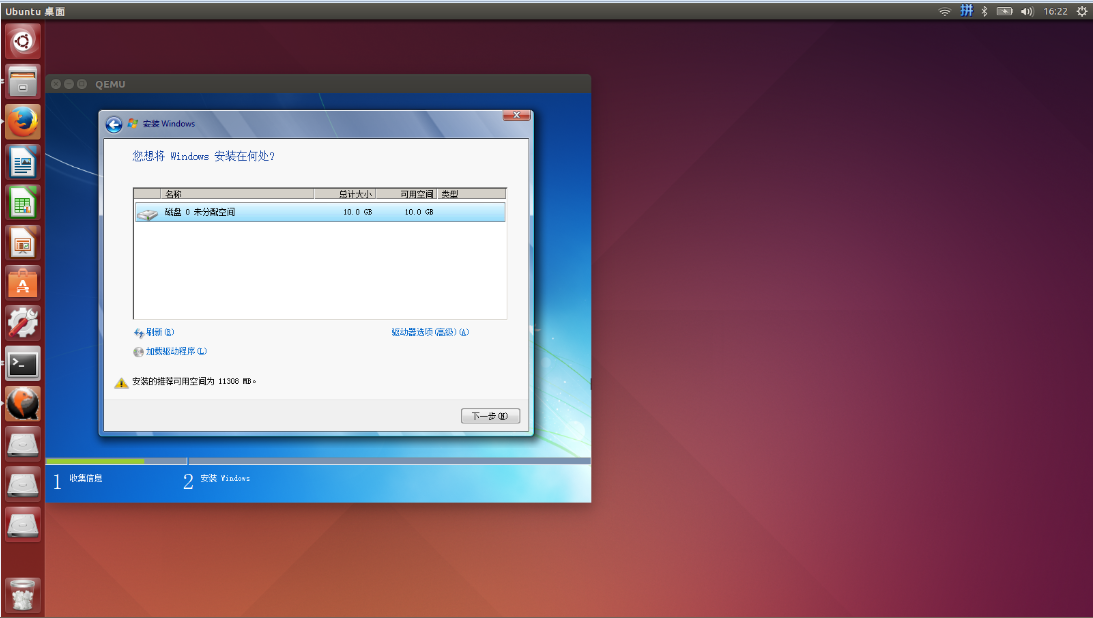 Ubuntu 桌面
16:22
QEMU
安装 Windows
您想将 Windows 安装在何处?
名称 总计大小 可用空间 类型
磁盘 0 未分配空间 10.0 GB 10.0 GB
刷新(R) 驱动器选项(高级)(A)
加载驱动程序(L)
安装的推荐可用空间为 11308 MB。
下一步(N)
1 收集信息 2 安装 Windows